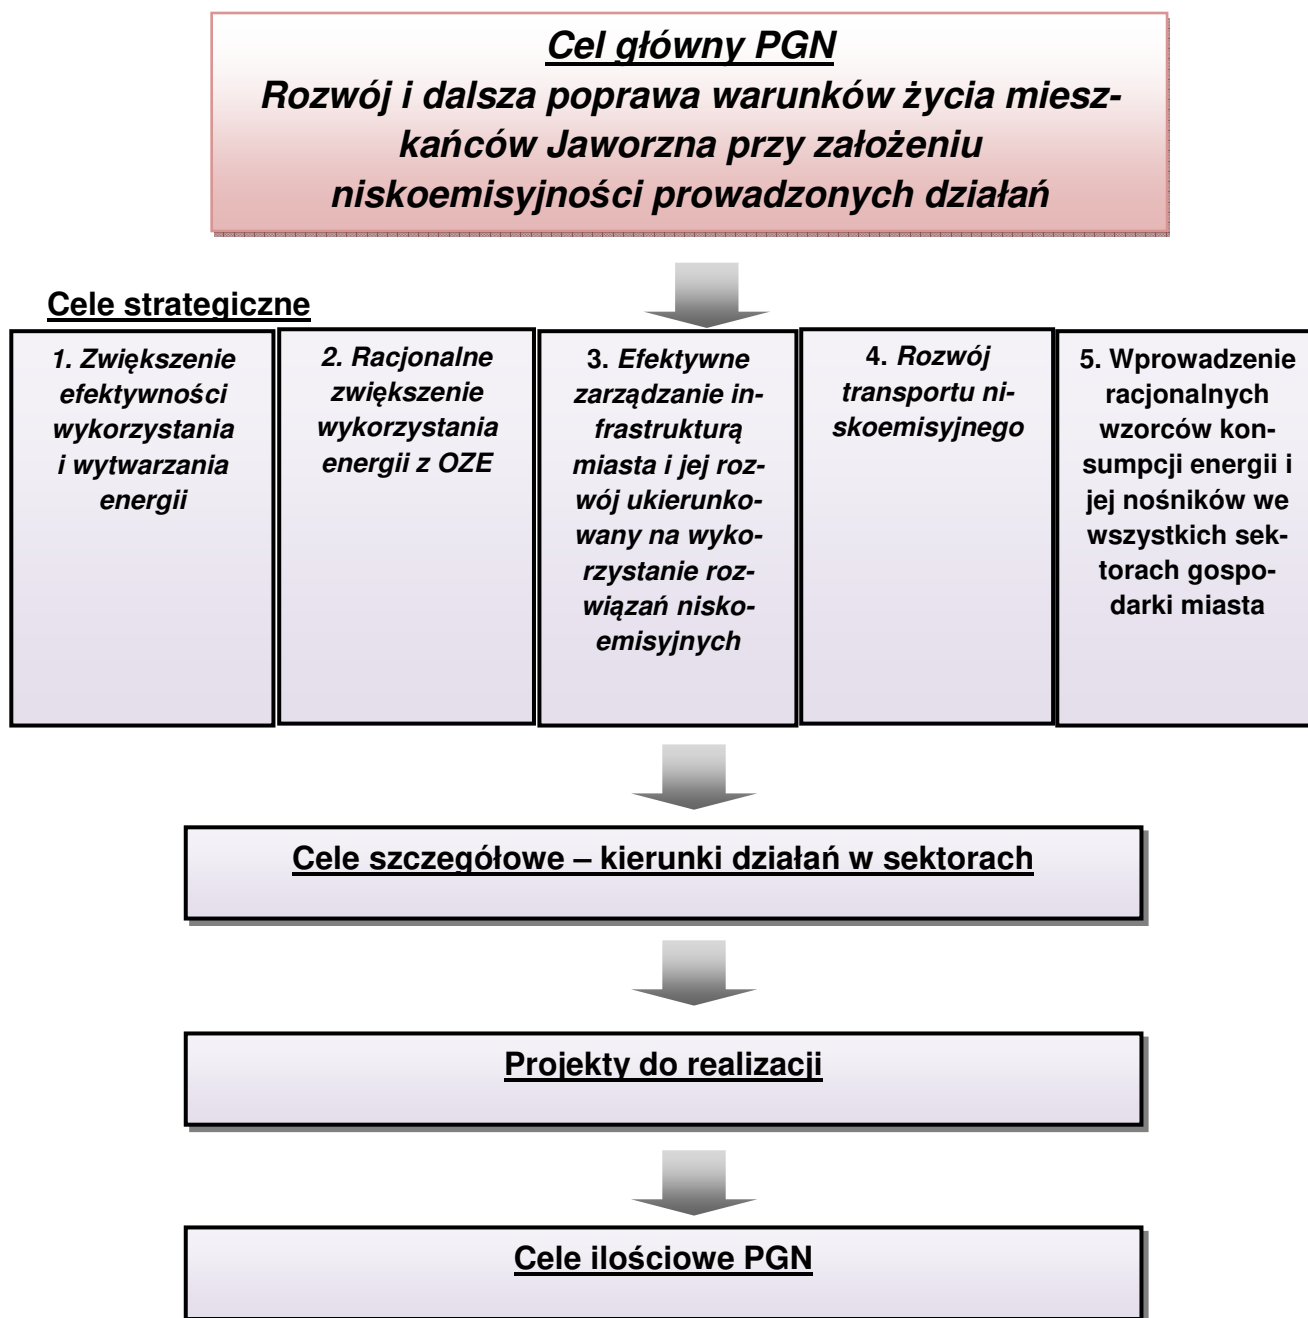 Cel główny PGN
Rozwój i dalsza poprawa warunków życia miesz-
kańców Jaworzna przy założeniu
niskoemisyjności prowadzonych działań
Cele strategiczne
1. Zwiększenie
efektywności
wykorzystania
i wytwarzania
energii
2. Racjonalne
zwiększenie
wykorzystania
energii z OZE
3. Efektywne
zarządzanie in-
frastrukturą
miasta i jej roz-
wój ukierunko-
wany na wyko-
rzystanie roz-
wiązań nisko-
emisyjnych
4. Rozwój
transportu ni-
skoemisyjnego
5. Wprowadzenie
racjonalnych
wzorców kon-
sumpcji energii i
jej nośników we
wszystkich sek-
torach gospo-
darki miasta
Cele szczegółowe – kierunki działań w sektorach
Projekty do realizacji
Cele ilościowe PGN